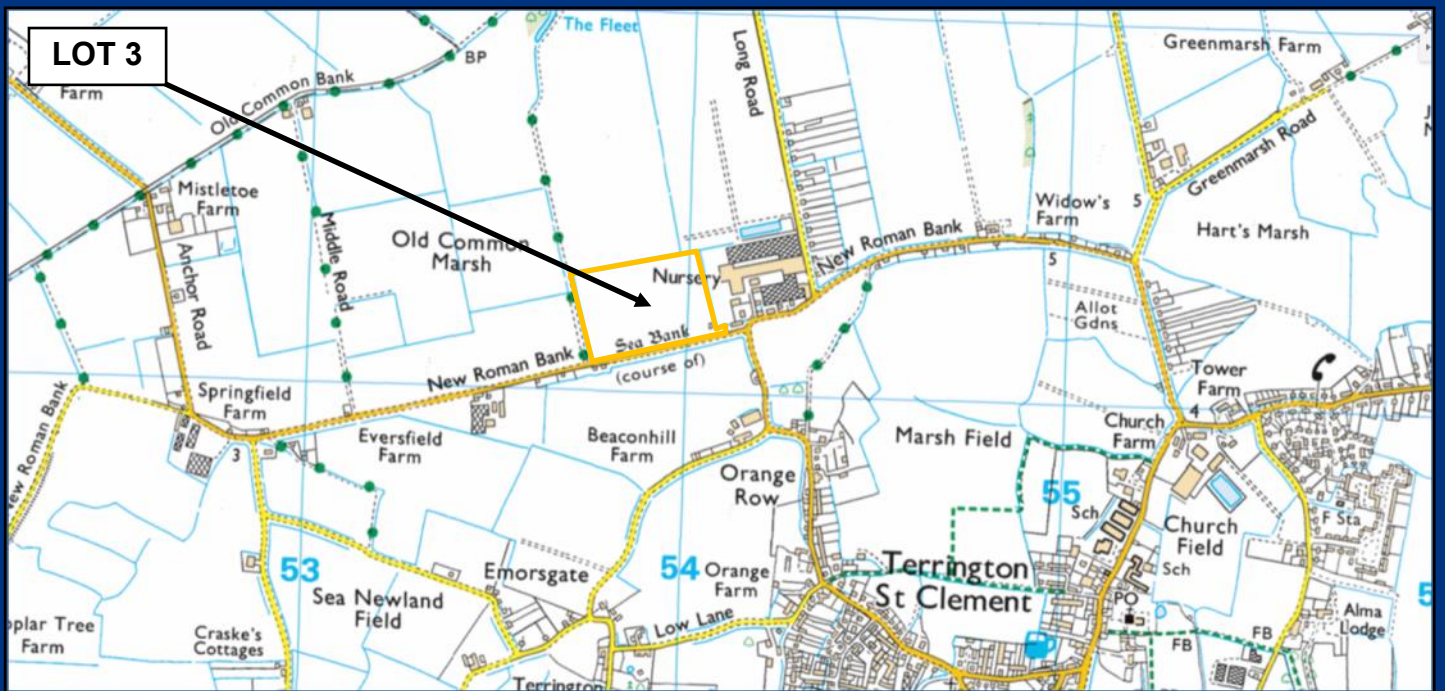 The Fleet
LOT 3
Farm
BP
Old Common Bank
Long Road
Greenmarsh Farm
Greenmarsh Road
Mistletoe
Farm
Anchor Road
Middle Road
Old Common
Marsh
Nursery
New Roman Bank
Widow's
Farm
5
5
Hart's Marsh
Sea Bank
(course of)
New Roman Bank
Allot
Gdns
Tower
Farm
4
New Roman Bank
Springfield
Farm
3
Eversfield
Farm
Beaconhill
Farm
Orange
Row
Marsh Field
Church
Farm
55
Sch
Church
Field
F Sta
Sch
53
Sea Newland
Field
Emorsgate
54
Orange
Farm
Low Lane
Terrington
St Clement
PO
FB
FB
Alma
Lodge
Farm
Craske's
Cottages
Terrington